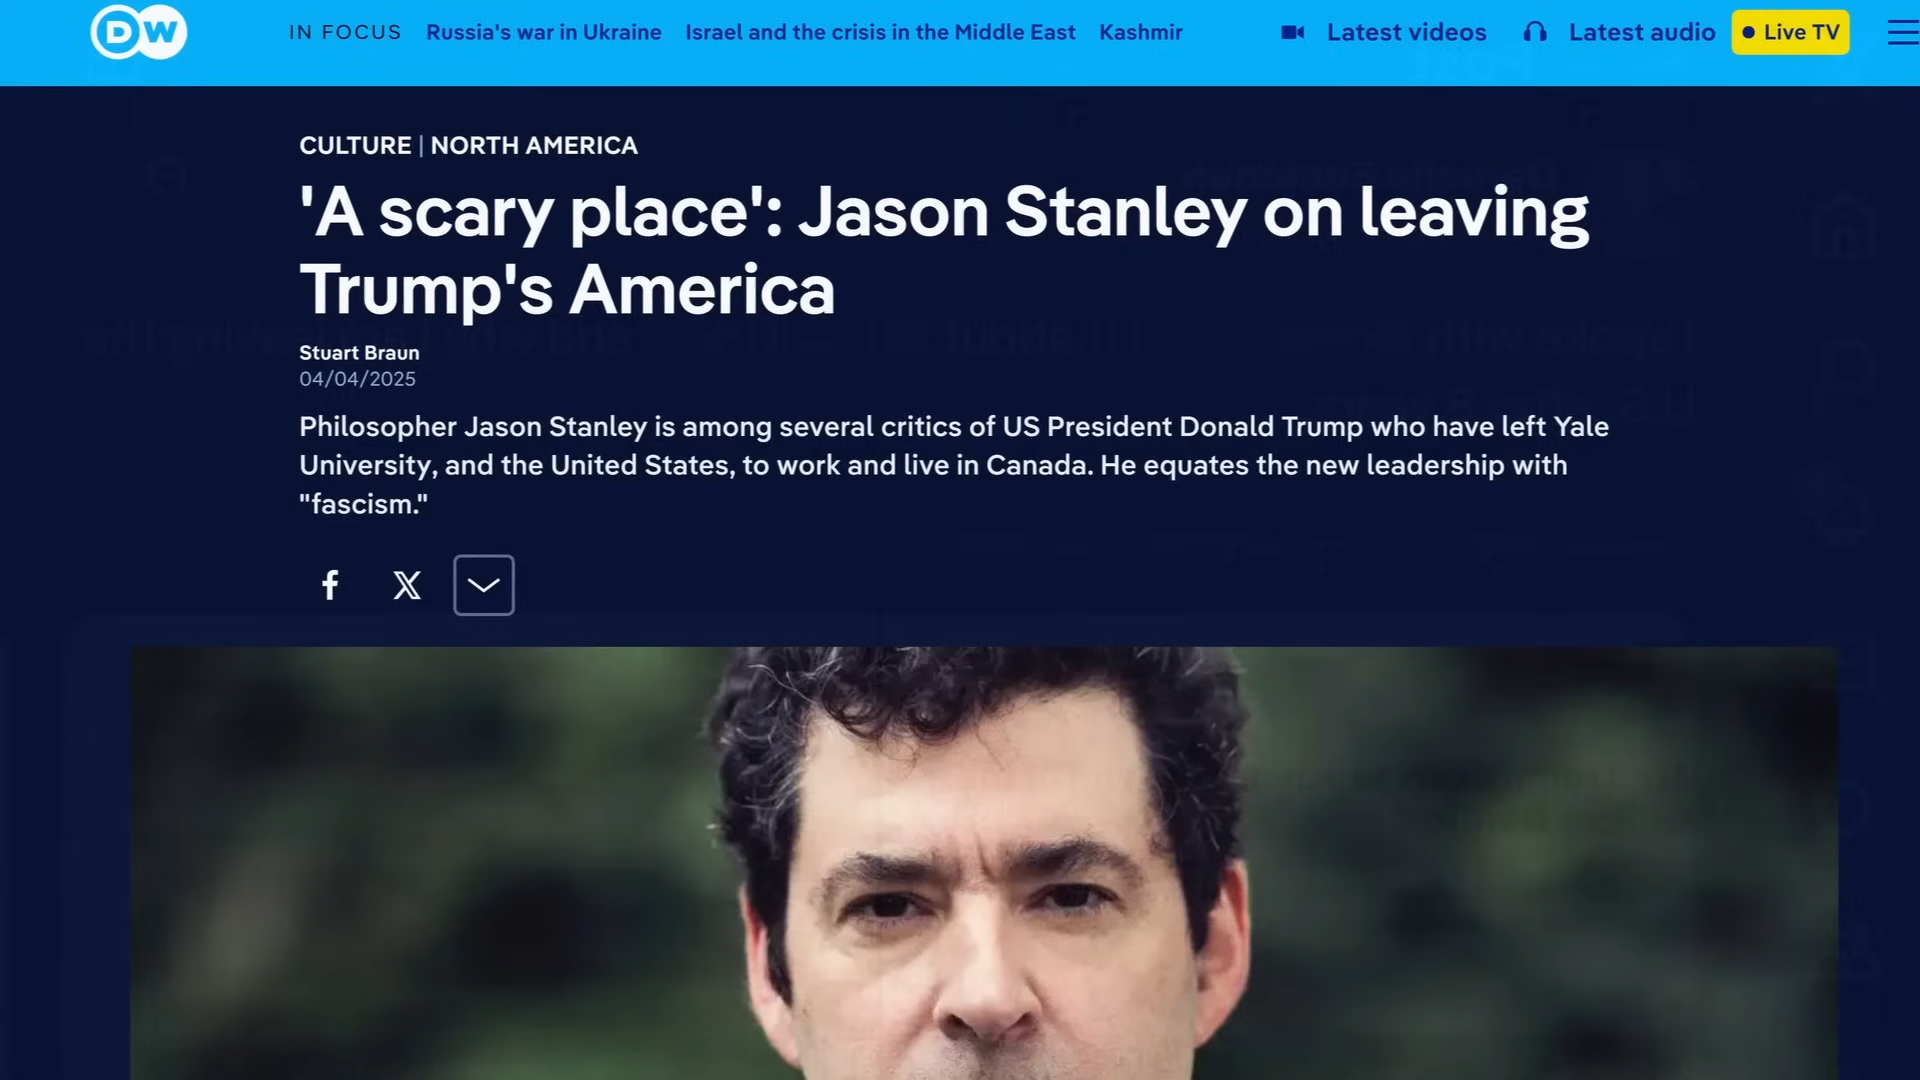 DW
IN FOCUS
Russia's war in Ukraine
Israel and the crisis in the Middle East
Kashmir
Latest videos
Latest audio
Live TV
CULTURE | NORTH AMERICA
'A scary place': Jason Stanley on leaving
Trump's America
Stuart Braun
04/04/2025
Philosopher Jason Stanley is among several critics of US President Donald Trump who have left Yale
University, and the United States, to work and live in Canada. He equates the new leadership with
"fascism."